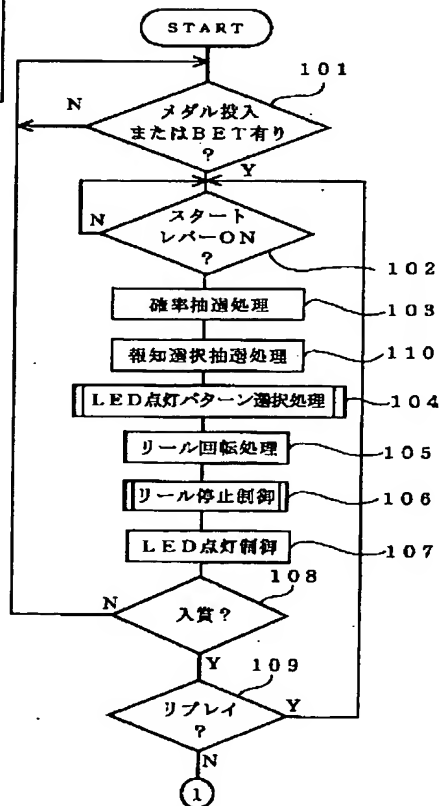 START
101
N
メダル投入
またはBET有り
?
Y
N
スタート
レバーON
?
102
確率抽選処理
103
報知選択抽選処理
110
LED点灯パターン選択処理
104
リール回転処理
105
リール停止制御
106
LED点灯制御
107
108
N
入賞?
Y
109
リプレイ
?
Y
N
1